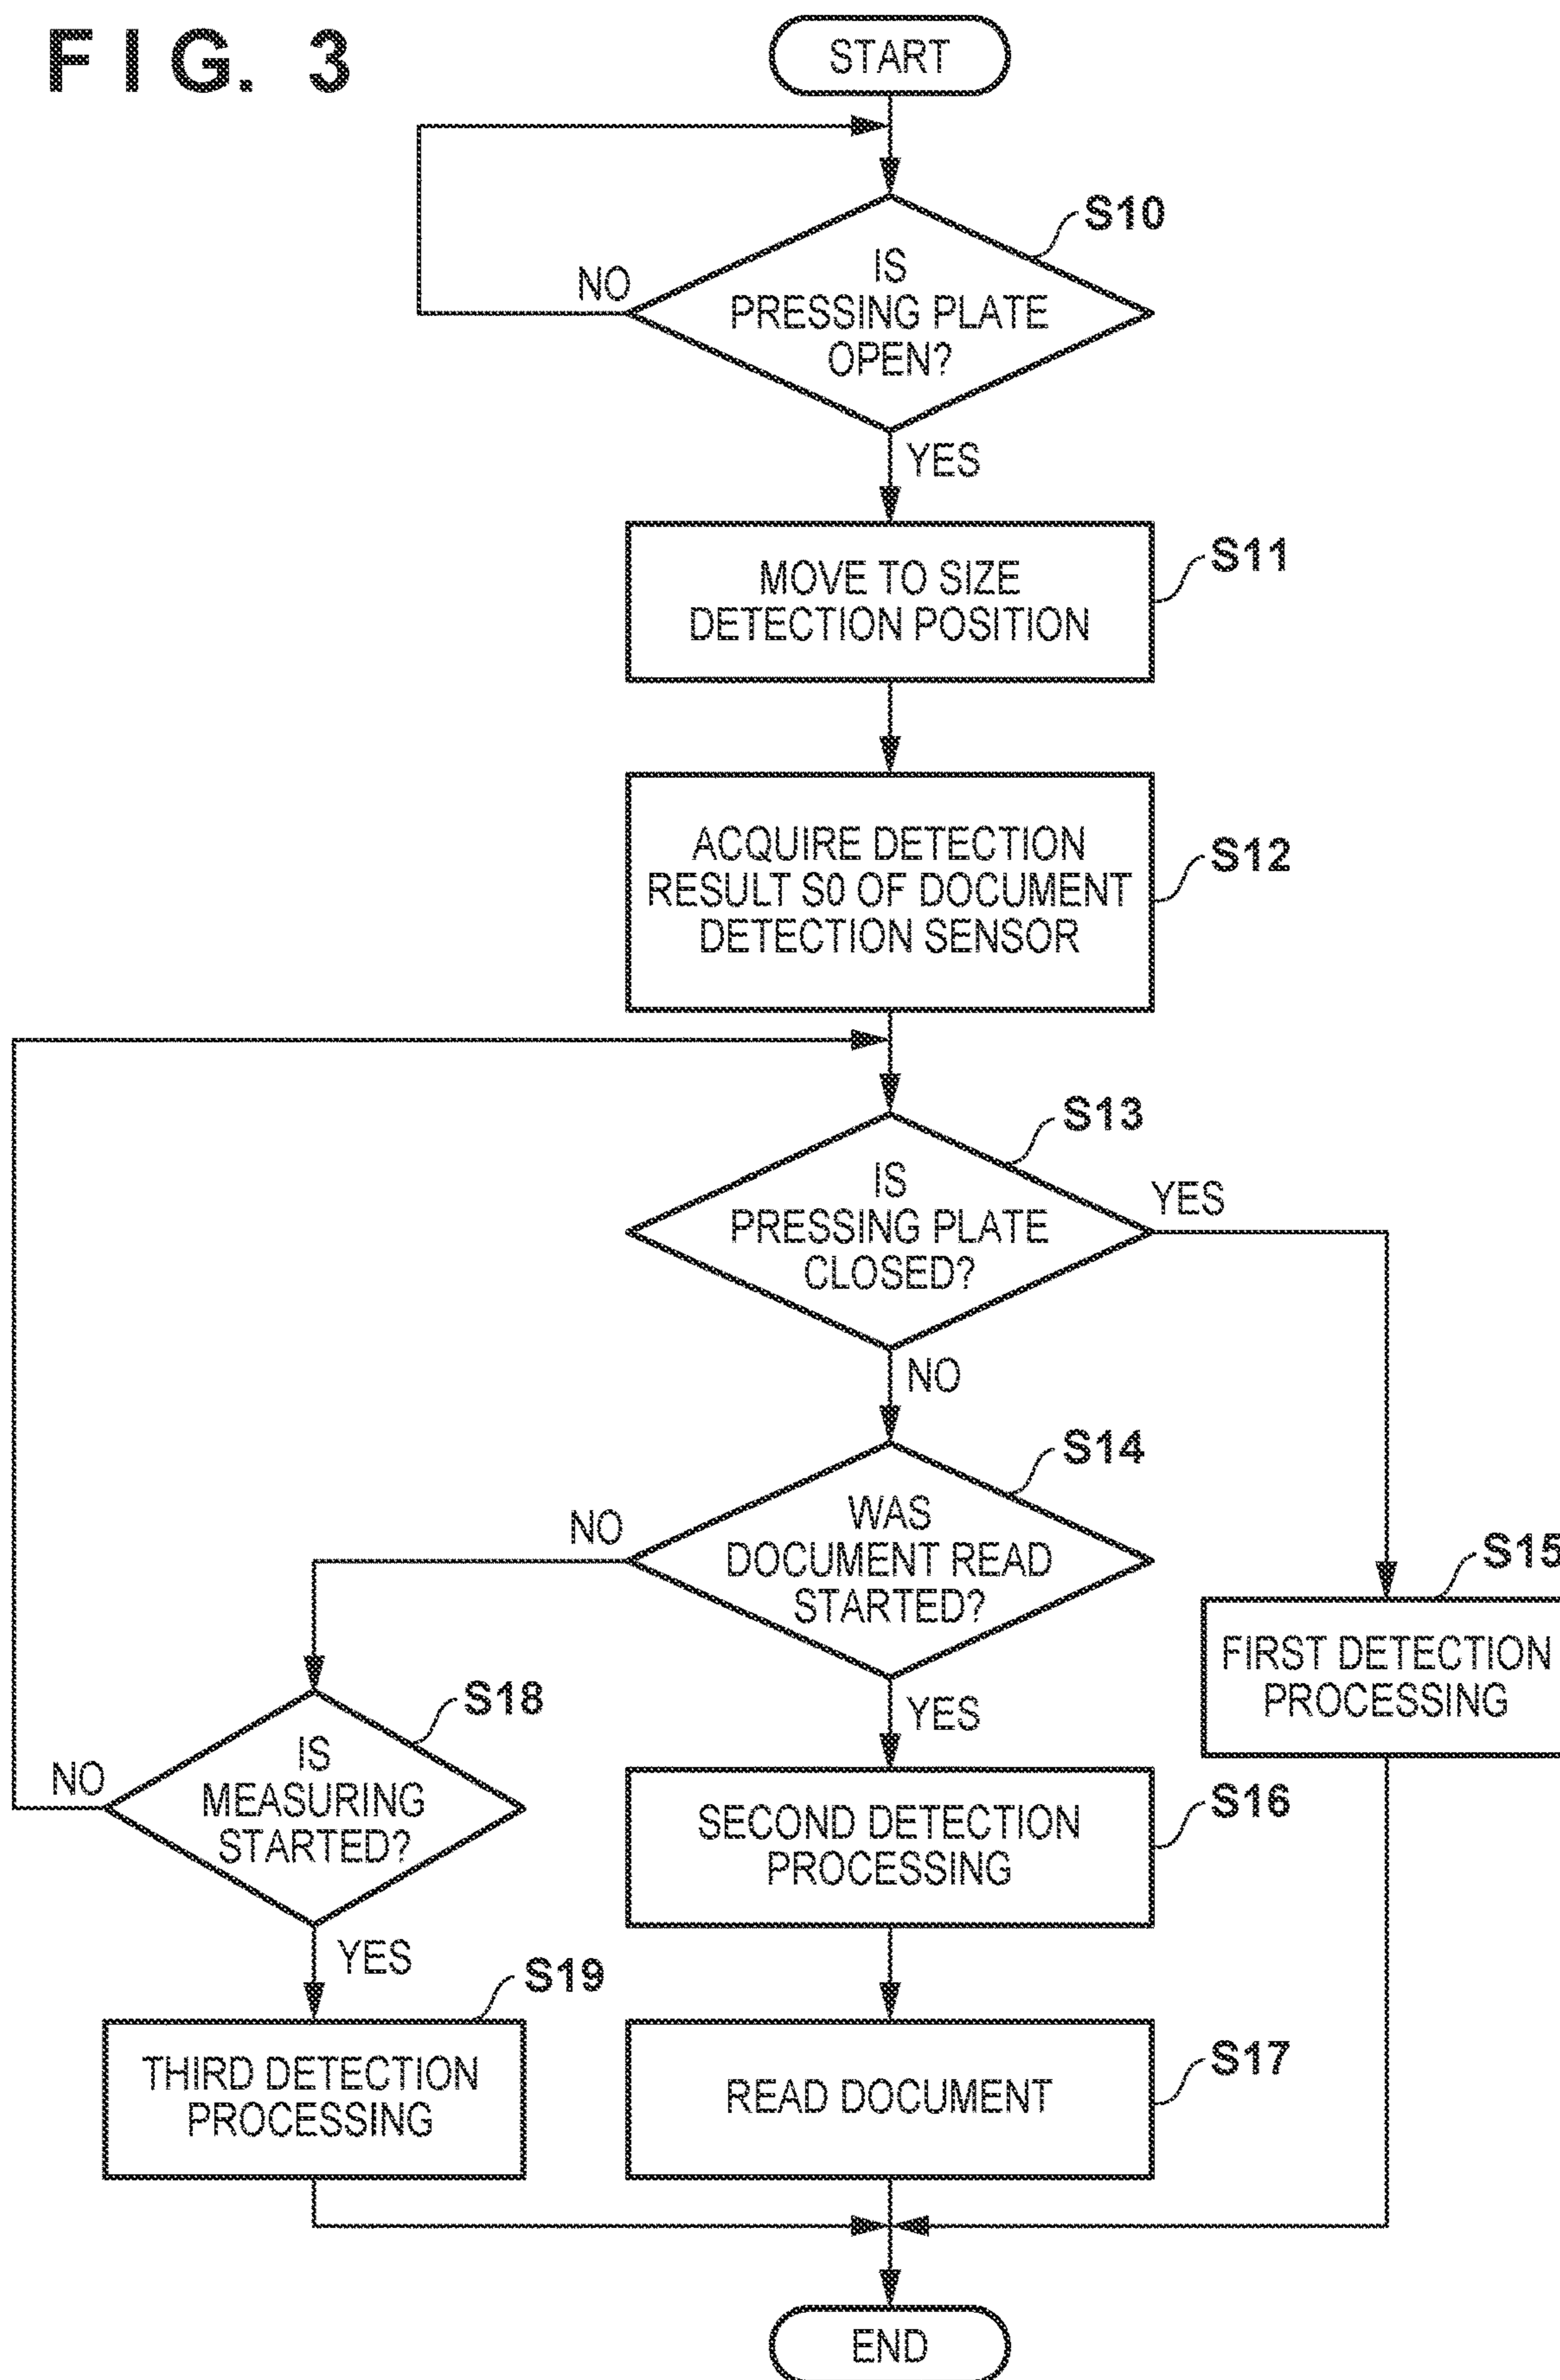 FIG. 3
START
S10
IS
PRESSING PLATE
OPEN?
NO
YES
S11
MOVE TO SIZE
DETECTION POSITION
S12
ACQUIRE DETECTION
RESULT S0 OF DOCUMENT
DETECTION SENSOR
S13
IS
PRESSING PLATE
CLOSED?
YES
NO
S14
WAS
DOCUMENT READ
STARTED?
NO
YES
S15
FIRST DETECTION
PROCESSING
S18
IS
MEASURING
STARTED?
NO
YES
S16
SECOND DETECTION
PROCESSING
S19
THIRD DETECTION
PROCESSING
S17
READ DOCUMENT
END